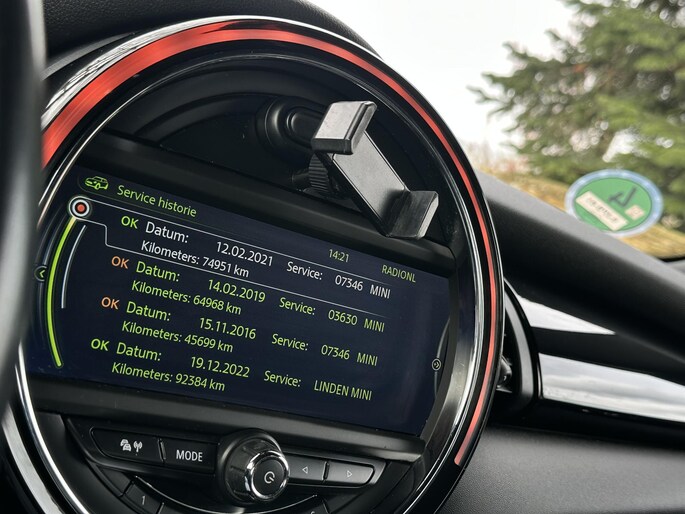 Service historie
14:21
RADIONL
OK Datum: 12.02.2021 Service: 07346 MINI
Kilometers: 74951 km
OK Datum: 14.02.2019 Service: 03630 MINI
Kilometers: 64968 km
OK Datum: 15.11.2016 Service: 07346 MINI
Kilometers: 45699 km
OK Datum: 19.12.2022 Service: LINDEN MINI
Kilometers: 92384 km
MODE
1